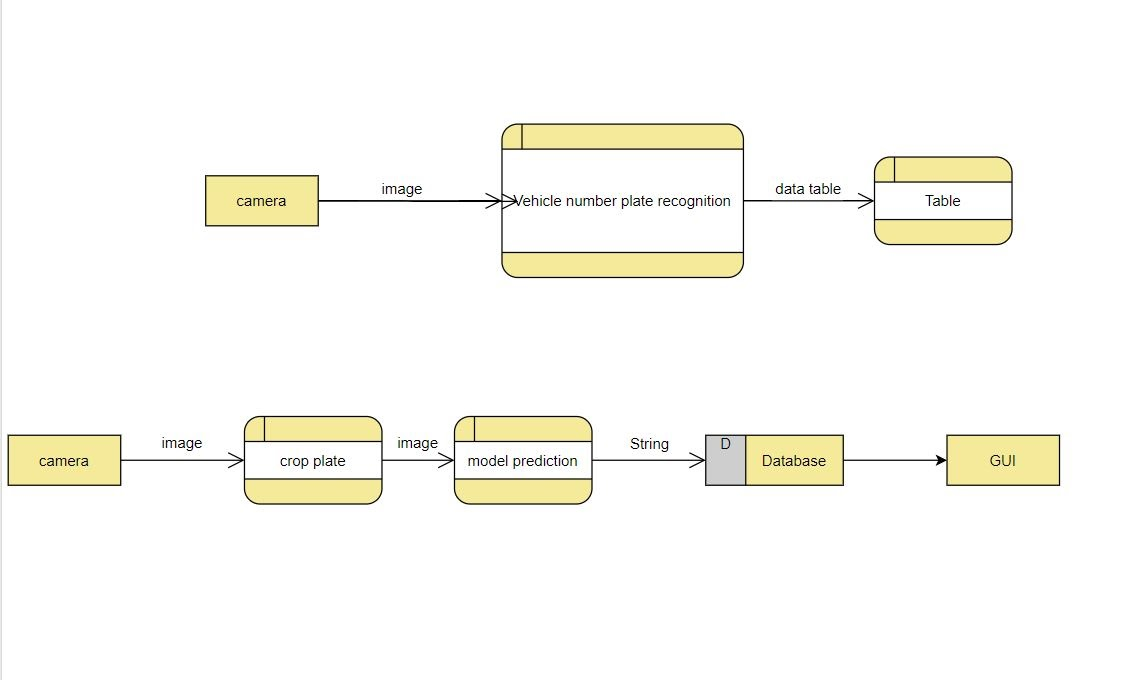 image
data table
camera
Vehicle number plate recognition
Table
image
image
String
D
camera
crop plate
model prediction
Database
GUI